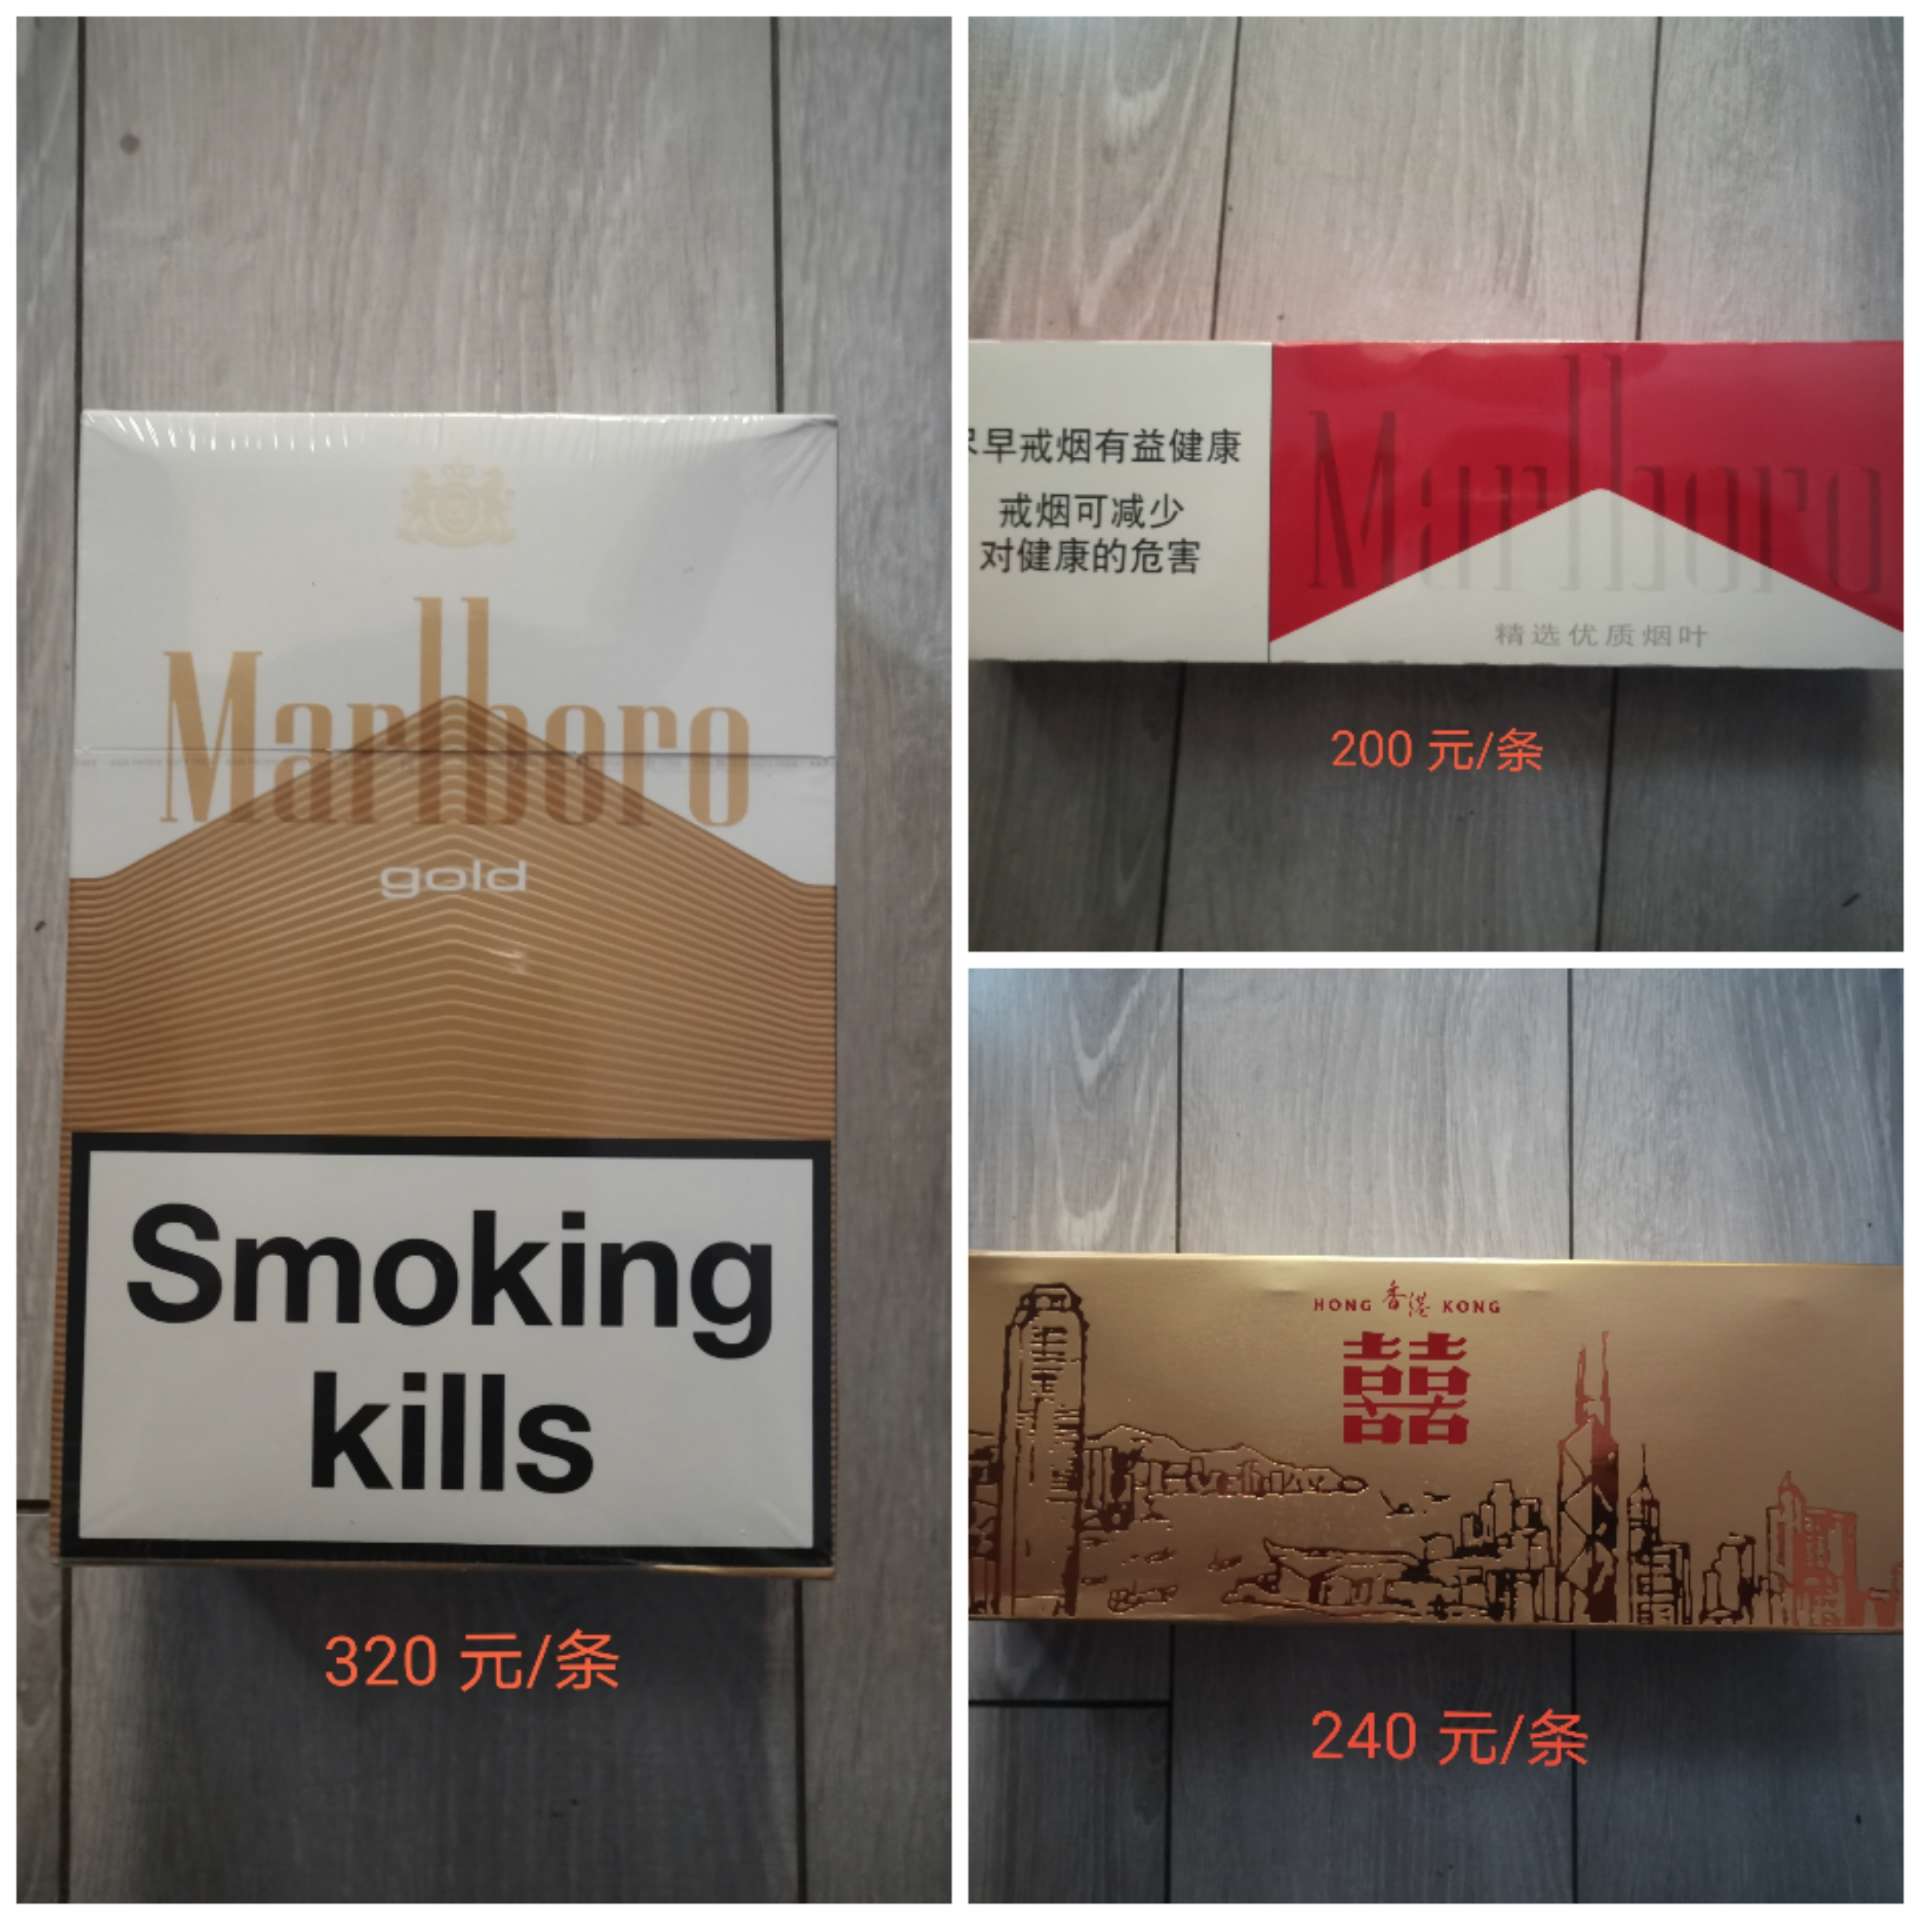 Marlboro
gold
Smoking
kills
320 元/条
尽早戒烟有益健康
戒烟可减少
对健康的危害
Marlboro
精选优质烟叶
200 元/条
HONG 香港 KONG
囍
240 元/条